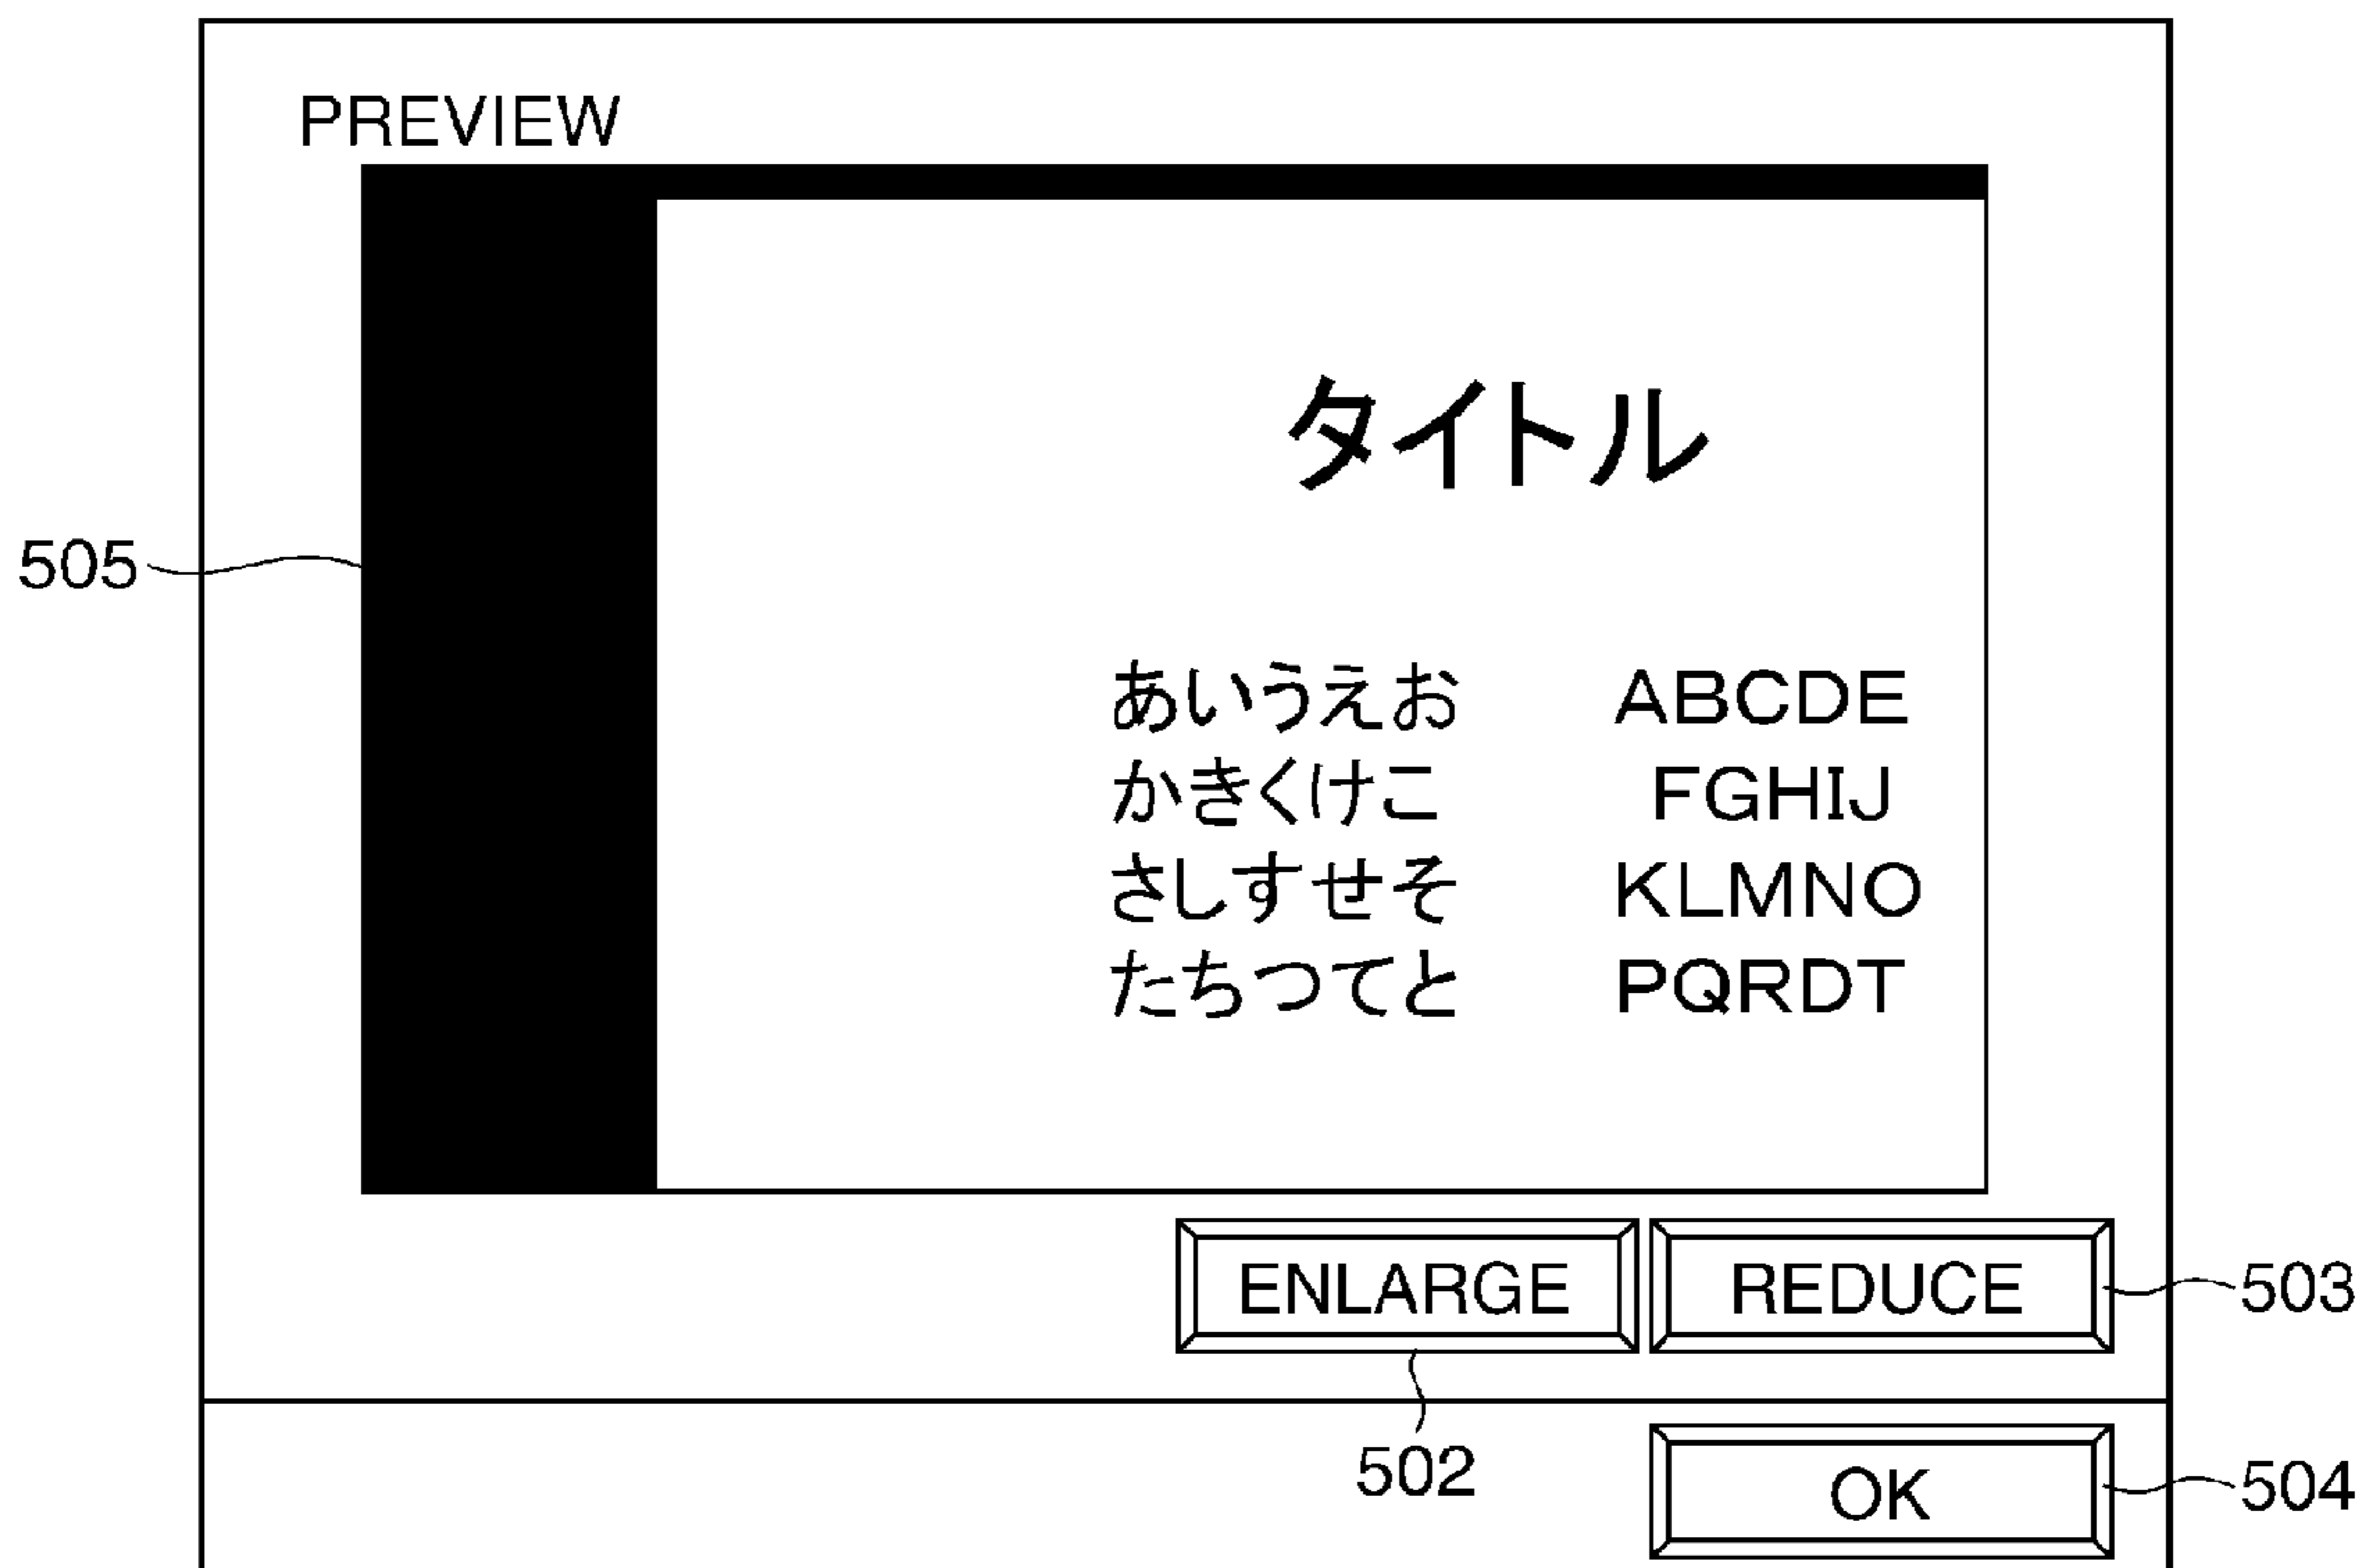 PREVIEW
タイトル
505
あいうえお ABCDE
かきくけこ FGHIJ
さしすせそ KLMNO
たちつてと PQRDT
ENLARGE REDUCE 503
502
OK 504